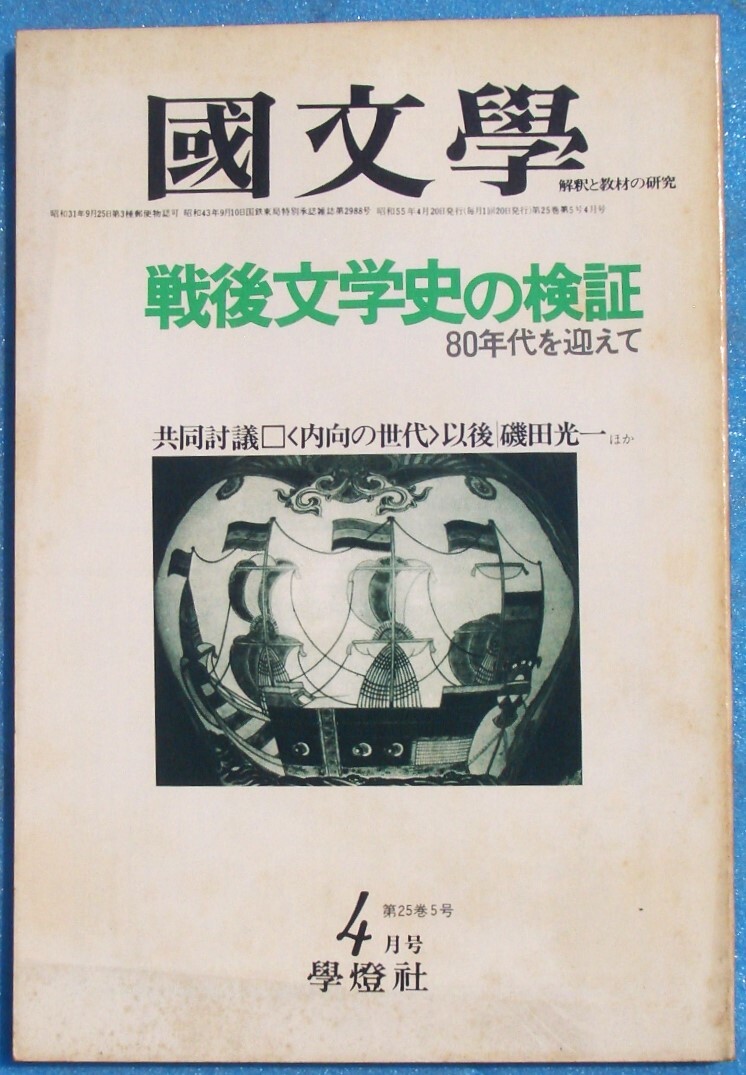 國文學
解釈と教材の研究
昭和31年9月25日第3種郵便物認可 昭和43年9月10日国鉄東局特別承認雑誌第2988号 昭和55年4月20日発行(毎月1回20日発行)第25巻第5号4月号
戦後文学史の検証
80年代を迎えて
共同討議□〈内向の世代〉以後|磯田光一ほか
第25巻5号
4月号
學燈社